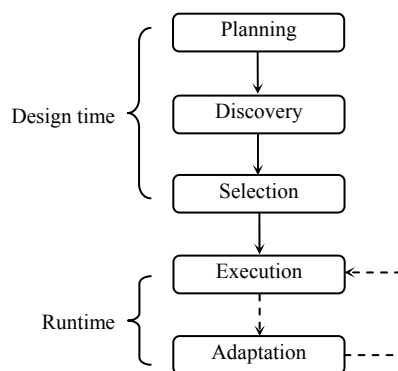 Planning
Design time
Discovery
Selection
Execution
Runtime
Adaptation